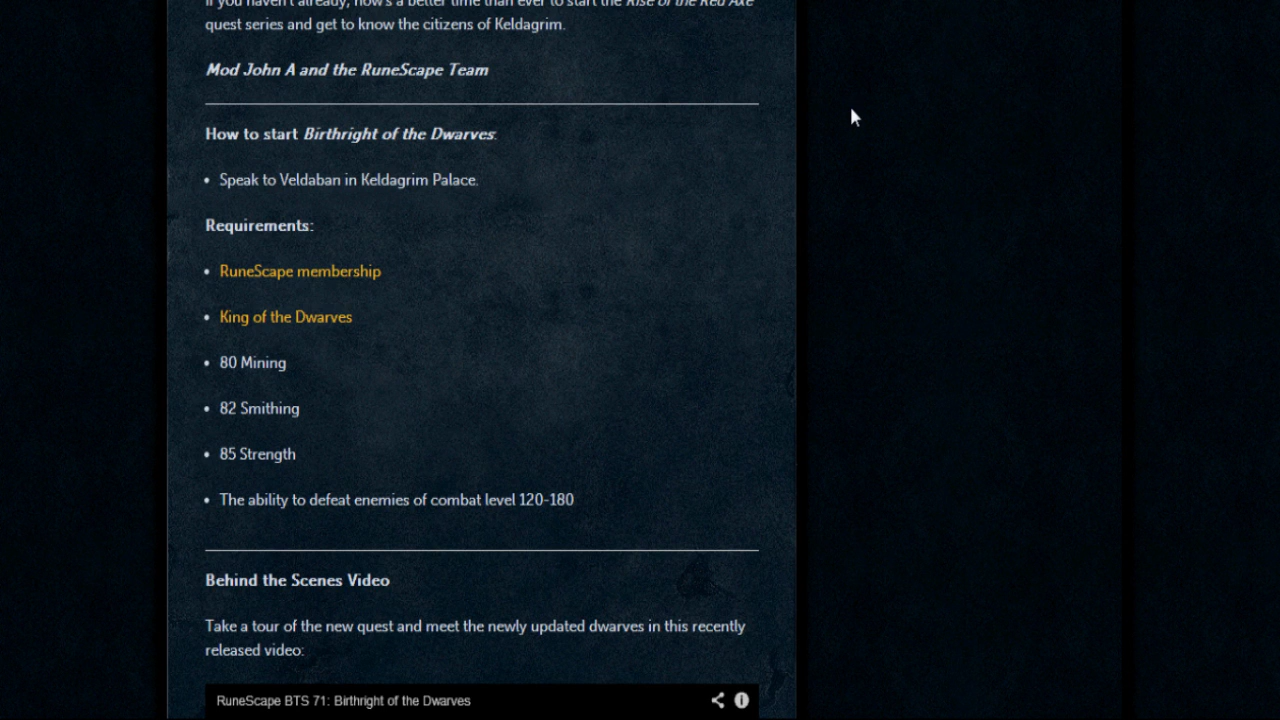 If you haven't already, now's a better time than ever to start the Rise of the Red Axe
quest series and get to know the citizens of Keldagrim.
Mod John A and the RuneScape Team
How to start Birthright of the Dwarves:
• Speak to Veldaban in Keldagrim Palace.
Requirements:
• RuneScape membership
• King of the Dwarves
• 80 Mining
• 82 Smithing
• 85 Strength
• The ability to defeat enemies of combat level 120-180
Behind the Scenes Video
Take a tour of the new quest and meet the newly updated dwarves in this recently
released video:
RuneScape BTS 71: Birthright of the Dwarves